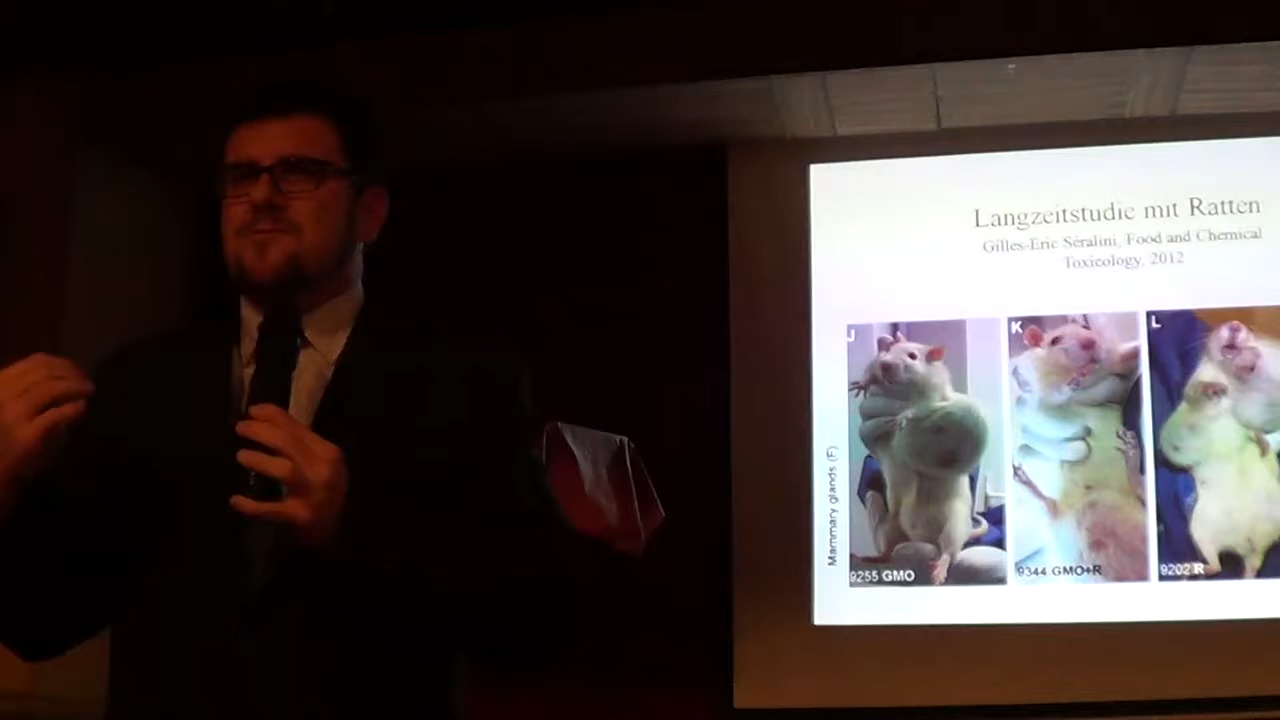 Langzeitstudie mit Ratten
Gilles-Eric Séralini, Food and Chemical
Toxicology, 2012
J
K
L
Mammary glands (F)
9255 GMO
9344 GMO+R
9202 R